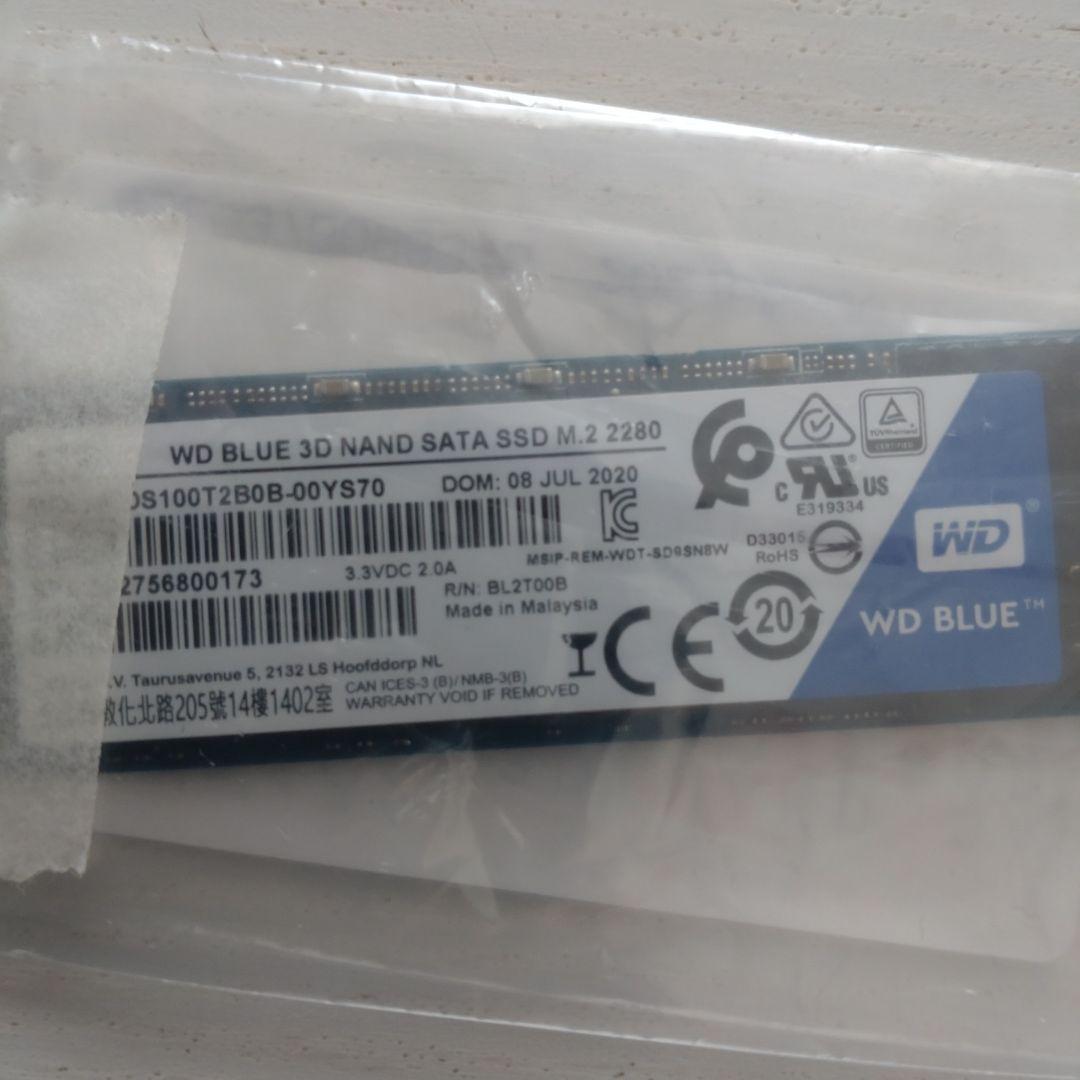 WD BLUE 3D NAND SATA SSD M.2 2280
DS100T2B0B-00YS70
DOM: 08 JUL 2020
2756800173
3.3VDC 2.0A
MSIP-REM-WDT-SD9SN8W
R/N: BL2T00B
Made in Malaysia
.V. Taurusavenue 5, 2132 LS Hoofddorp NL
化北路205號14樓1402室
CAN ICES-3 (B)/NMB-3(B)
WARRANTY VOID IF REMOVED
TÜVRheinland
CERTIFIED
C US
E319334
D33015
RoHS
CE
20
WD®
WD BLUE™